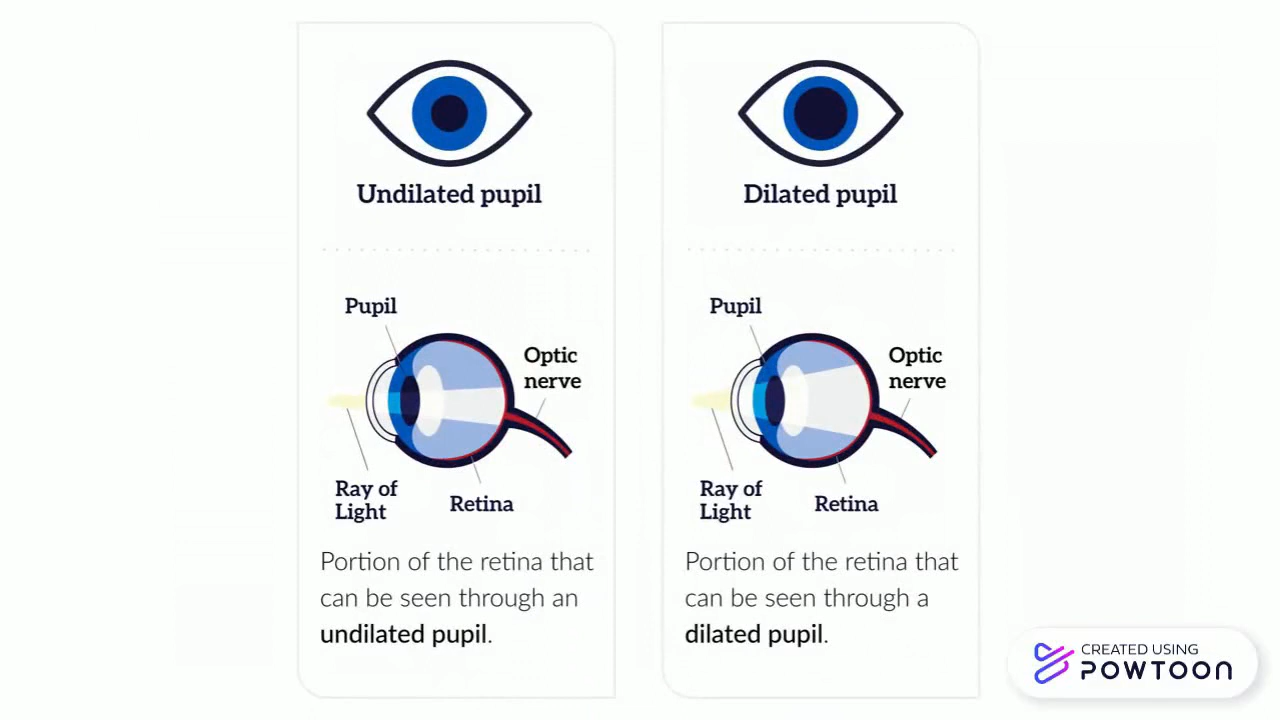 Undilated pupil
Pupil
Optic
nerve
Ray of
Light
Retina
Portion of the retina that
can be seen through an
undilated pupil.
Dilated pupil
Pupil
Optic
nerve
Ray of
Light
Retina
Portion of the retina that
can be seen through a
dilated pupil.
CREATED USING
POWTOON